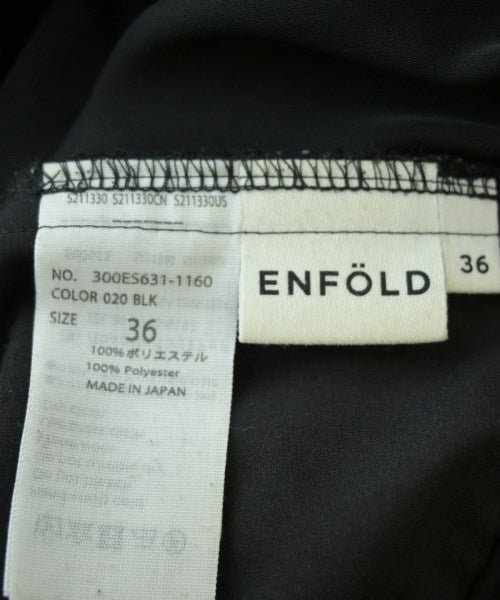 S211330 S211330CN S211330US
NO. 300ES631-1160
COLOR 020 BLK
SIZE 36
100%ポリエステル
100% Polyester
MADE IN JAPAN
ENFÖLD
36